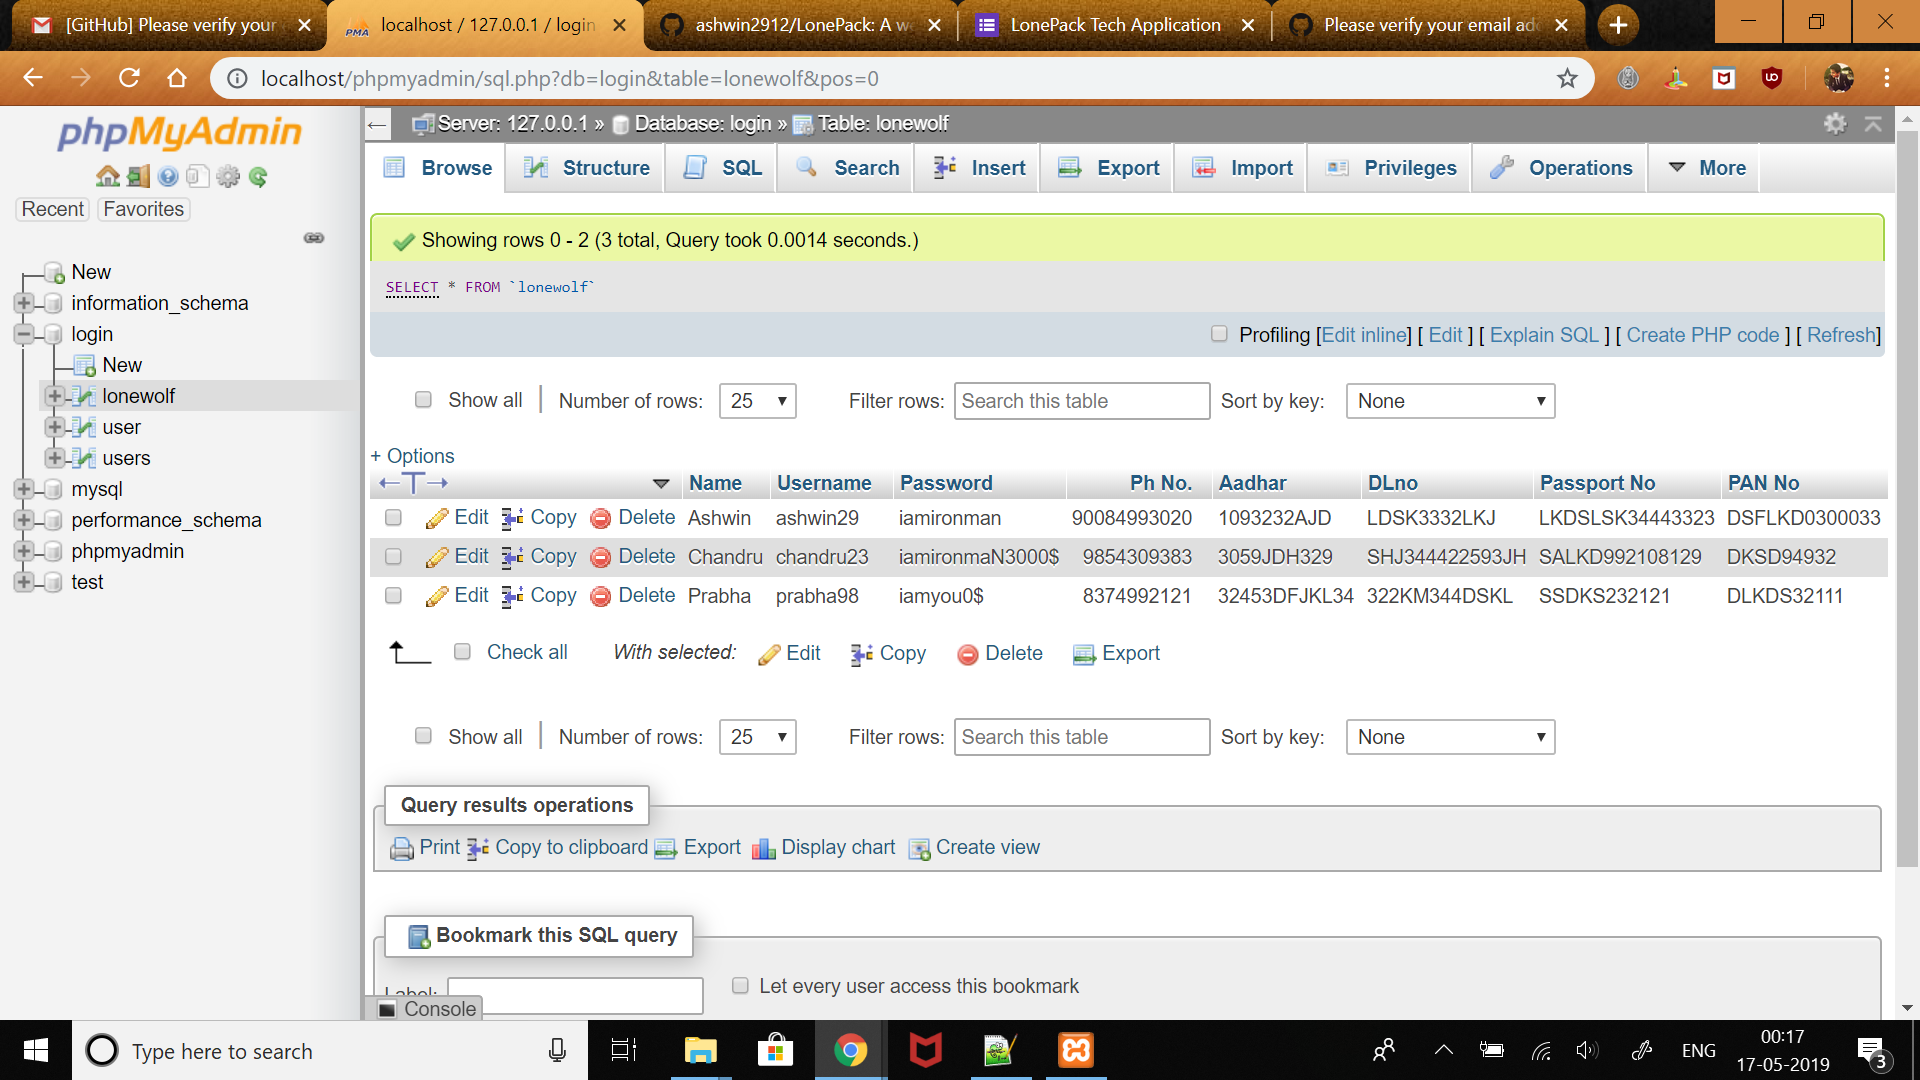 [GitHub] Please verify your
localhost / 127.0.0.1 / login
ashwin2912/LonePack: A w
LonePack Tech Application
Please verify your email ad
localhost/phpmyadmin/sql.php?db=login&table=lonewolf&pos=0
phpMyAdmin
Recent Favorites
New
information_schema
login
New
lonewolf
user
users
mysql
performance_schema
phpmyadmin
test
Server: 127.0.0.1 » Database: login » Table: lonewolf
Browse Structure SQL Search Insert Export Import Privileges Operations More
Showing rows 0 - 2 (3 total, Query took 0.0014 seconds.)
SELECT * FROM `lonewolf`
Profiling [Edit inline] [ Edit ] [ Explain SQL ] [ Create PHP code ] [ Refresh]
Show all Number of rows: 25 Filter rows: Search this table Sort by key: None
+ Options
Name Username Password Ph No. Aadhar DLno Passport No PAN No
Edit Copy Delete Ashwin ashwin29 iamironman 90084993020 1093232AJD LDSK3332LKJ LKDSLSK34443323 DSFLKD0300033
Edit Copy Delete Chandru chandru23 iamironmaN3000$ 9854309383 3059JDH329 SHJ344422593JH SALKD992108129 DKSD94932
Edit Copy Delete Prabha prabha98 iamyou0$ 8374992121 32453DFJKL34 322KM344DSKL SSDKS232121 DLKDS32111
Check all With selected: Edit Copy Delete Export
Show all Number of rows: 25 Filter rows: Search this table Sort by key: None
Query results operations
Print Copy to clipboard Export Display chart Create view
Bookmark this SQL query
Label: Let every user access this bookmark
Console
Type here to search
ENG
00:17
17-05-2019
3